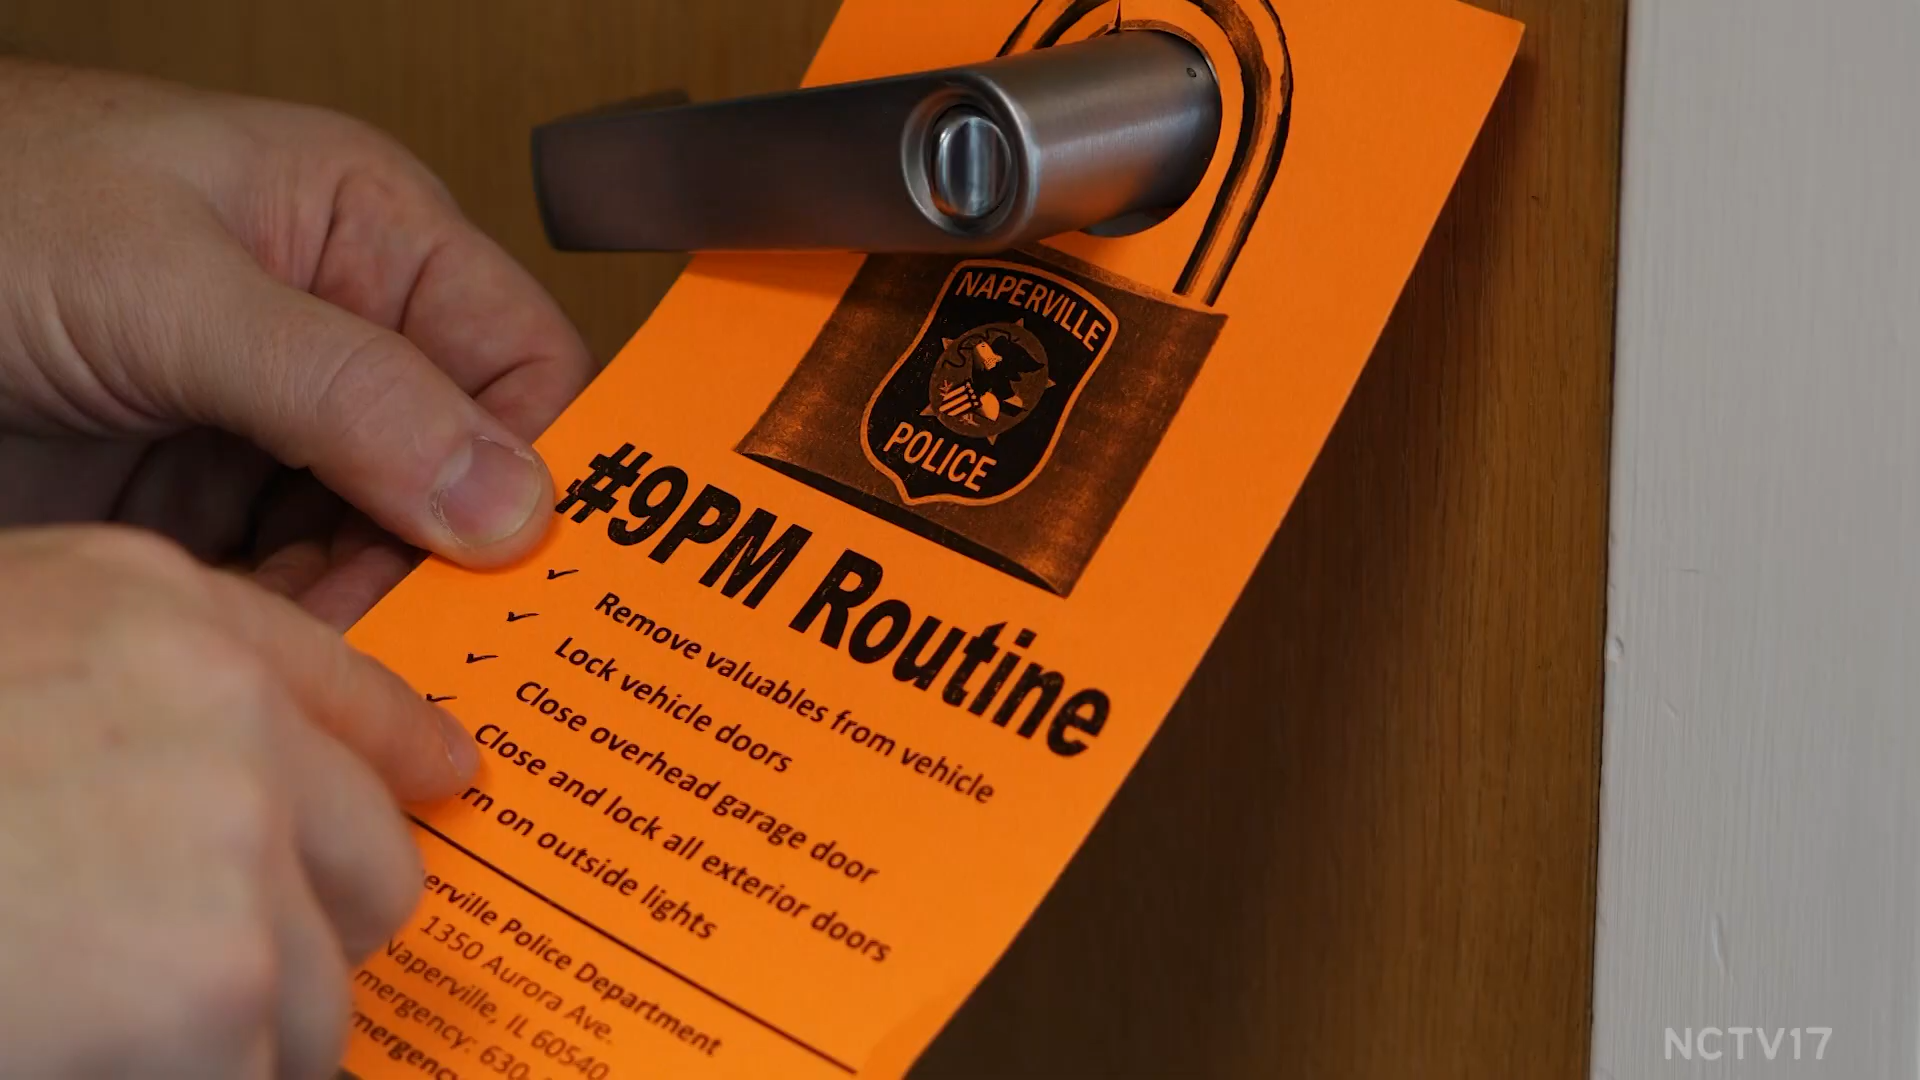 NAPERVILLE
POLICE
#9PM Routine
Remove valuables from vehicle
Lock vehicle doors
Close overhead garage door
Close and lock all exterior doors
rn on outside lights
erville Police Department
1350 Aurora Ave.
Naperville, IL 60540
mergency: 630-
mergency
NCTV17